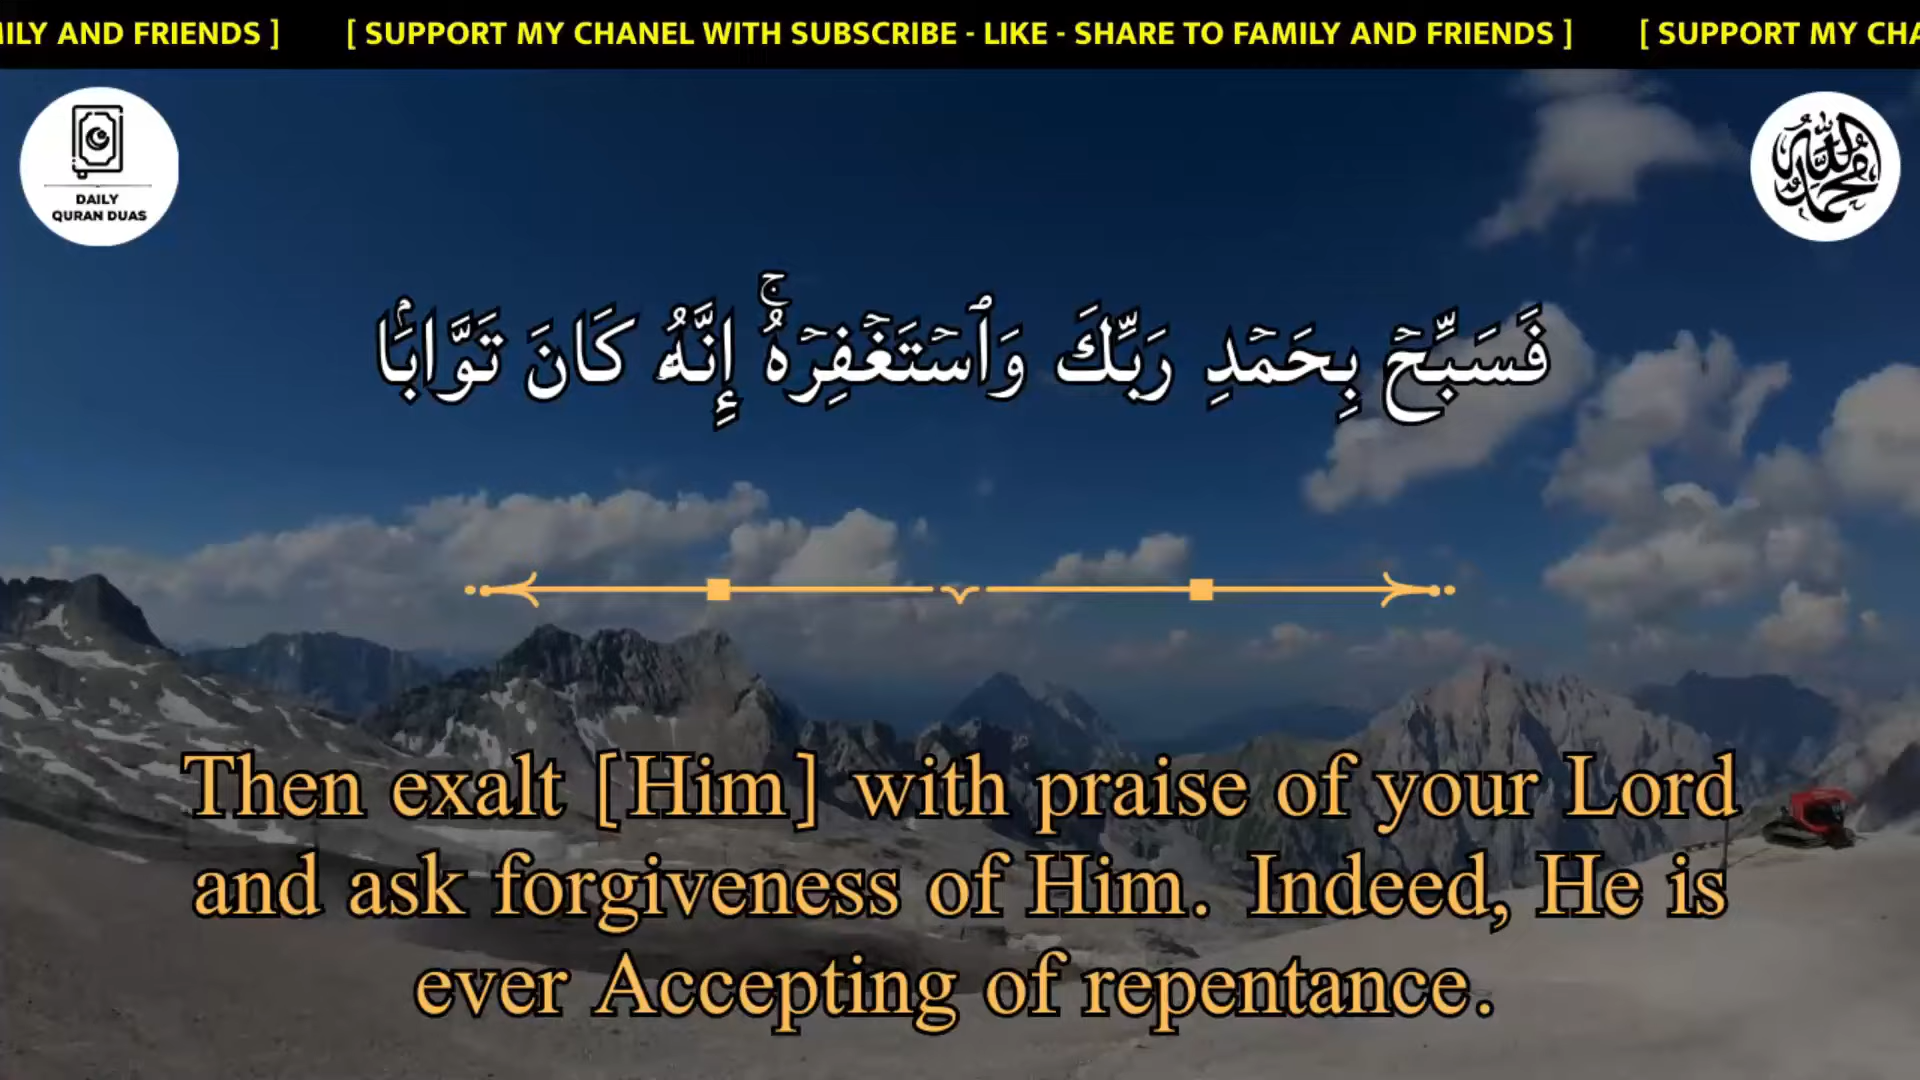 ILY AND FRIENDS ] [ SUPPORT MY CHANEL WITH SUBSCRIBE - LIKE - SHARE TO FAMILY AND FRIENDS ] [ SUPPORT MY CHA
DAILY
QURAN DUAS
محمد الله
فَسَبِّحۡ بِحَمۡدِ رَبِّكَ وَٱسۡتَغۡفِرۡهُۚ إِنَّهُۥ كَانَ تَوَّابَۢا
Then exalt [Him] with praise of your Lord
and ask forgiveness of Him. Indeed, He is
ever Accepting of repentance.